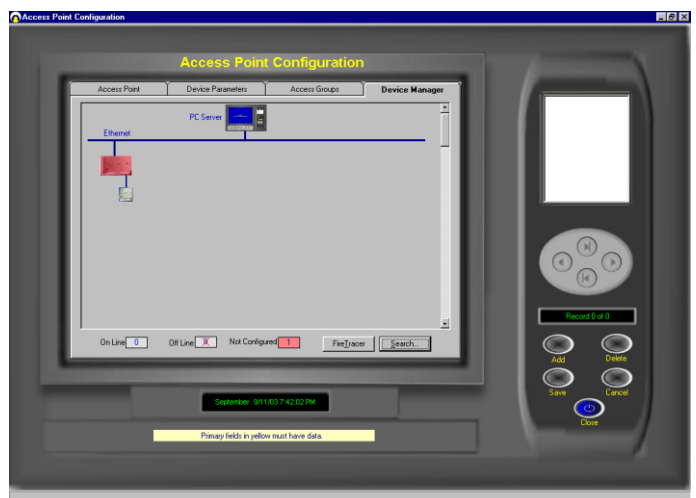 Access Point Configuration
Access Point Configuration
Access Point
Device Parameters
Access Groups
Device Manager
PC Server
Ethernet
On Line 0
Off Line
Not Configured 1
FireTracer
Search...
Record 0 of 0
Add
Delete
Save
Cancel
Close
September 9/11/03 7:42:02 PM
Primary fields in yellow must have data.